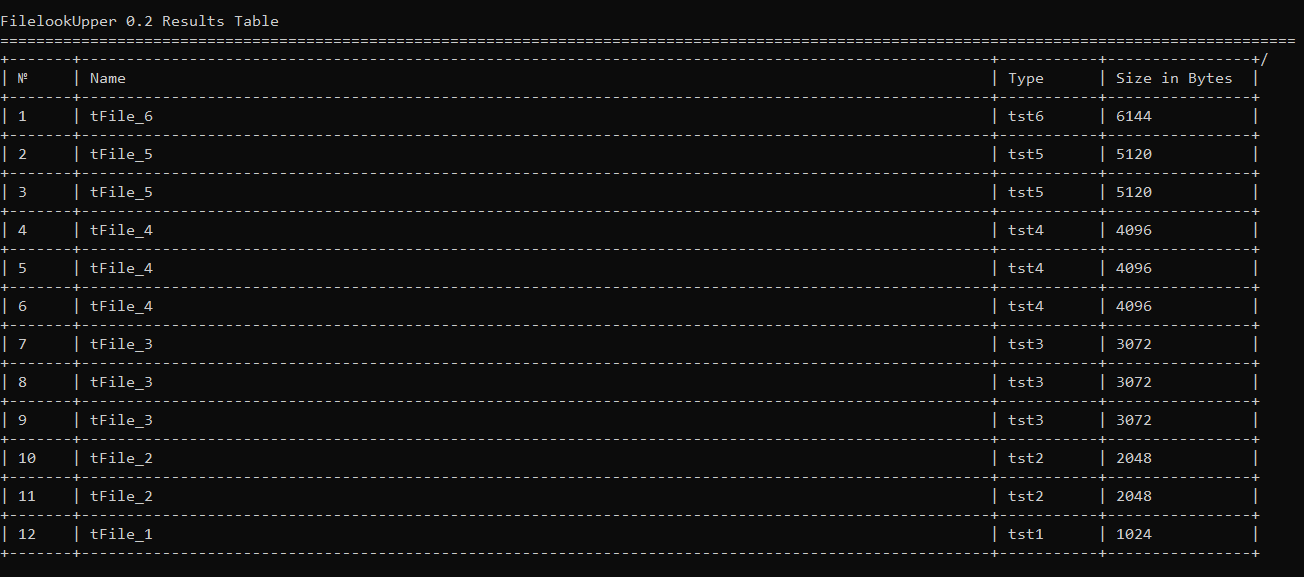 FilelookUpper 0.2 Results Table
================================================================================================================================================
+-------+-----------------------------------------------------------------------------------------------------+-----------+----------------+/
| № | Name | Type | Size in Bytes |
+-------+-----------------------------------------------------------------------------------------------------+-----------+----------------+
| 1 | tFile_6 | tst6 | 6144 |
+-------+-----------------------------------------------------------------------------------------------------+-----------+----------------+
| 2 | tFile_5 | tst5 | 5120 |
+-------+-----------------------------------------------------------------------------------------------------+-----------+----------------+
| 3 | tFile_5 | tst5 | 5120 |
+-------+-----------------------------------------------------------------------------------------------------+-----------+----------------+
| 4 | tFile_4 | tst4 | 4096 |
+-------+-----------------------------------------------------------------------------------------------------+-----------+----------------+
| 5 | tFile_4 | tst4 | 4096 |
+-------+-----------------------------------------------------------------------------------------------------+-----------+----------------+
| 6 | tFile_4 | tst4 | 4096 |
+-------+-----------------------------------------------------------------------------------------------------+-----------+----------------+
| 7 | tFile_3 | tst3 | 3072 |
+-------+-----------------------------------------------------------------------------------------------------+-----------+----------------+
| 8 | tFile_3 | tst3 | 3072 |
+-------+-----------------------------------------------------------------------------------------------------+-----------+----------------+
| 9 | tFile_3 | tst3 | 3072 |
+-------+-----------------------------------------------------------------------------------------------------+-----------+----------------+
| 10 | tFile_2 | tst2 | 2048 |
+-------+-----------------------------------------------------------------------------------------------------+-----------+----------------+
| 11 | tFile_2 | tst2 | 2048 |
+-------+-----------------------------------------------------------------------------------------------------+-----------+----------------+
| 12 | tFile_1 | tst1 | 1024 |
+-------+-----------------------------------------------------------------------------------------------------+-----------+----------------+